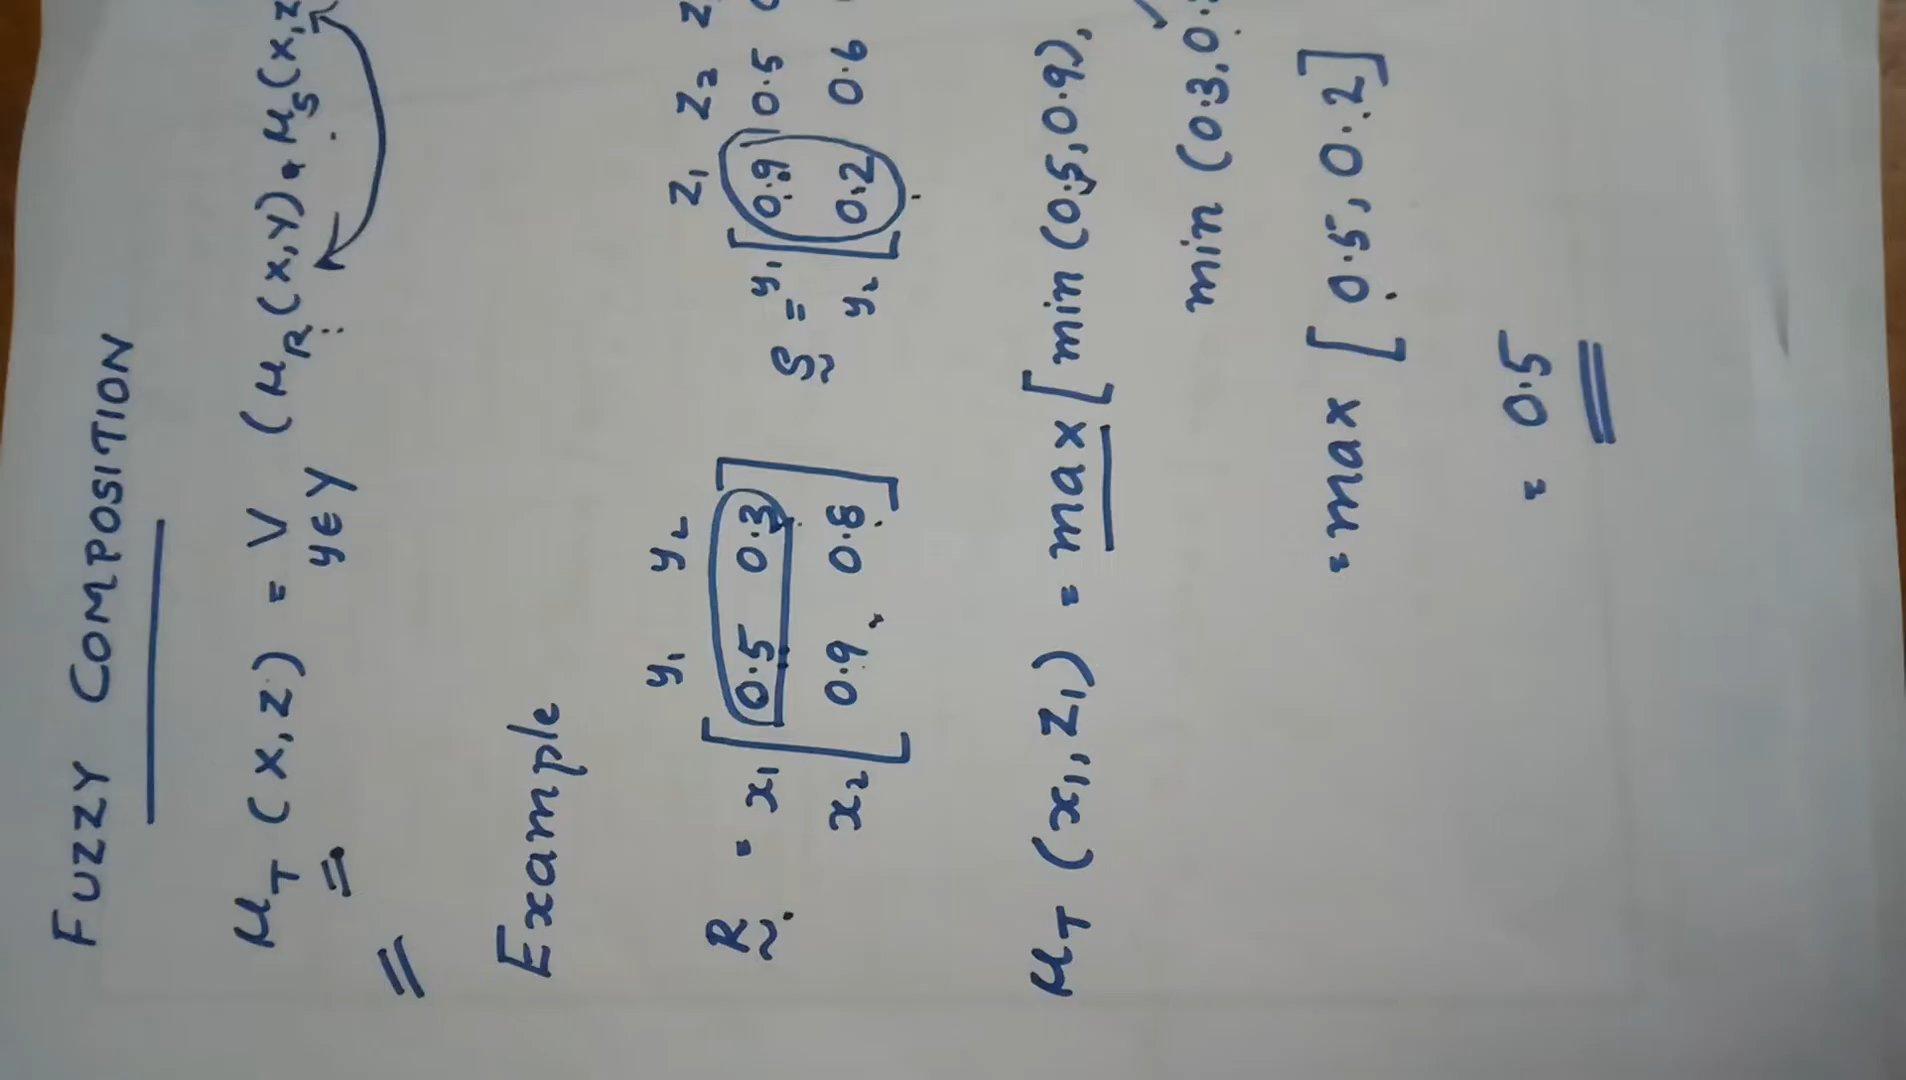 FUZZY COMPOSITION
μT (x,z) = V (μR (x,y) • μS (x,z
y∈Y
Example
y1 y2 z1 z2 z
R = x1 [ 0.5 0.3 ] S = y1 [ 0.9 0.5
x2 [ 0.9 0.8 ] y2 [ 0.2 0.6
μT (x1, z1) = max [ min (0.5, 0.9),
min (0.3, 0.
= max [ 0.5, 0.2 ]
= 0.5